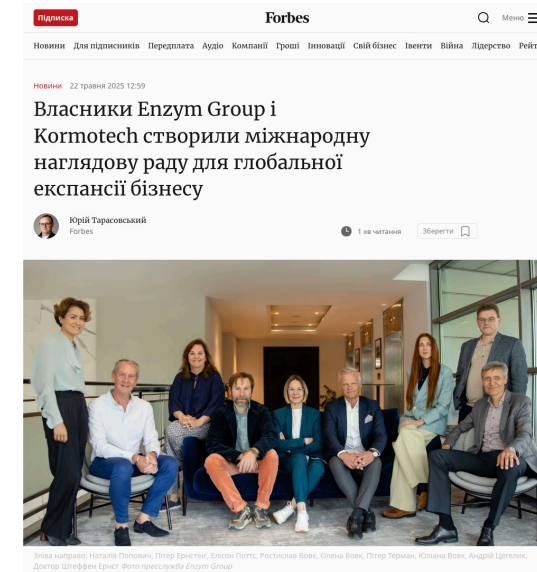 Підписка
Forbes
Меню
Новини Для підписників Передплата Аудіо Компанії Гроші Інновації Свій бізнес Івенти Війна Лідерство Рейт
Новини 22 травня 2025 12:59
Власники Enzym Group і
Kormotech створили міжнародну
наглядову раду для глобальної
експансії бізнесу
Юрій Тарасовський
Forbes
1 хв читання
Зберегти
Зліва направо: Наталія Попович, Пітер Ернстінг, Елісон Поттс, Ростислав Вовк, Олена Вовк, Пітер Терман, Юліана Вовк, Андрій Цегелик,
Доктор Штеффен Ернст Фото пресслужба Enzym Group